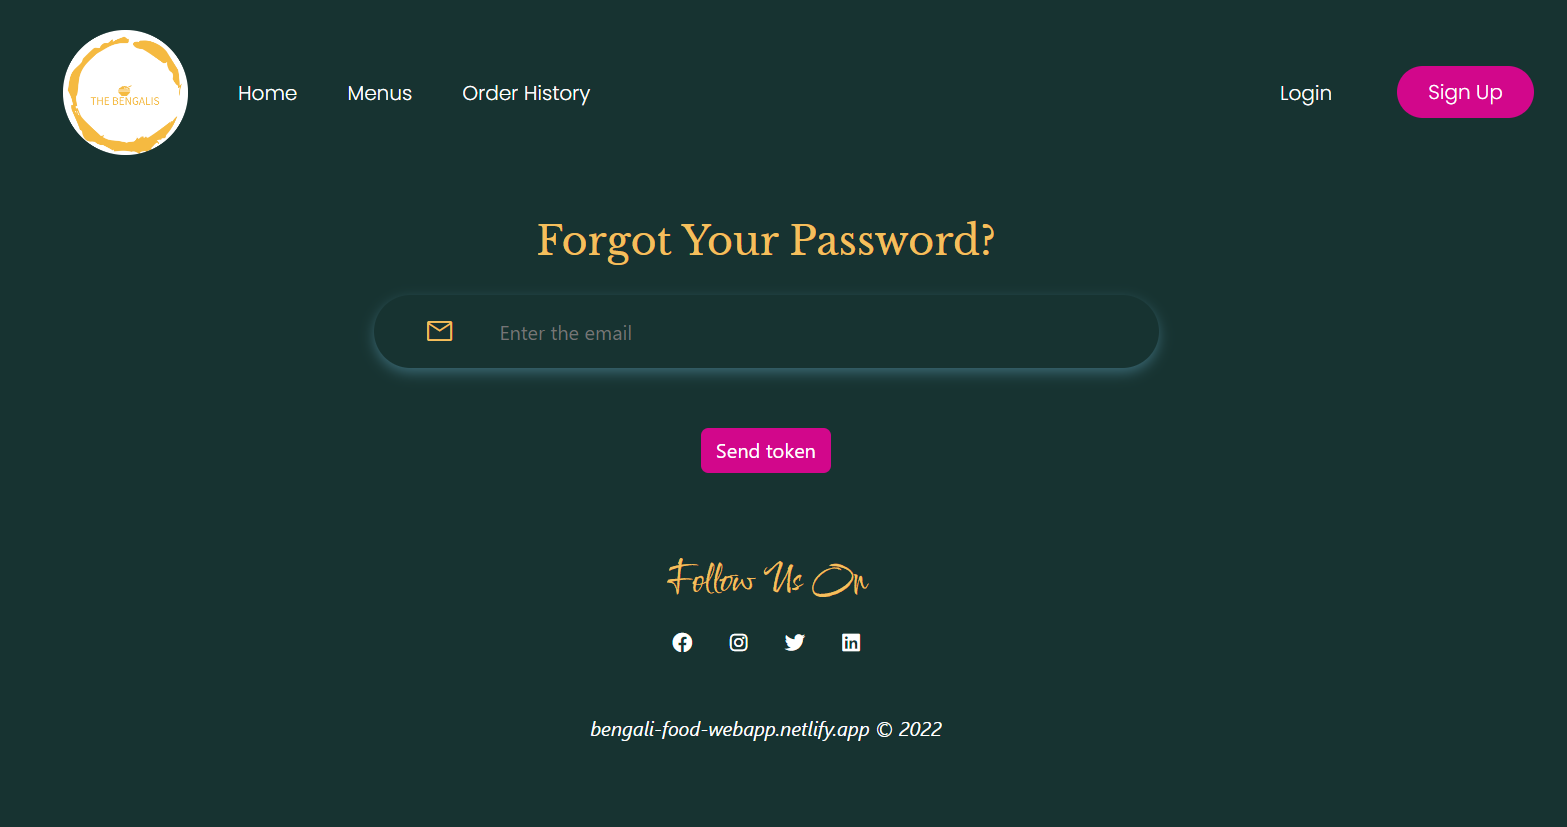 THE BENGALIS
Home Menus Order History Login Sign Up
Forgot Your Password?
Enter the email
Send token
Follow Us On
bengali-food-webapp.netlify.app © 2022